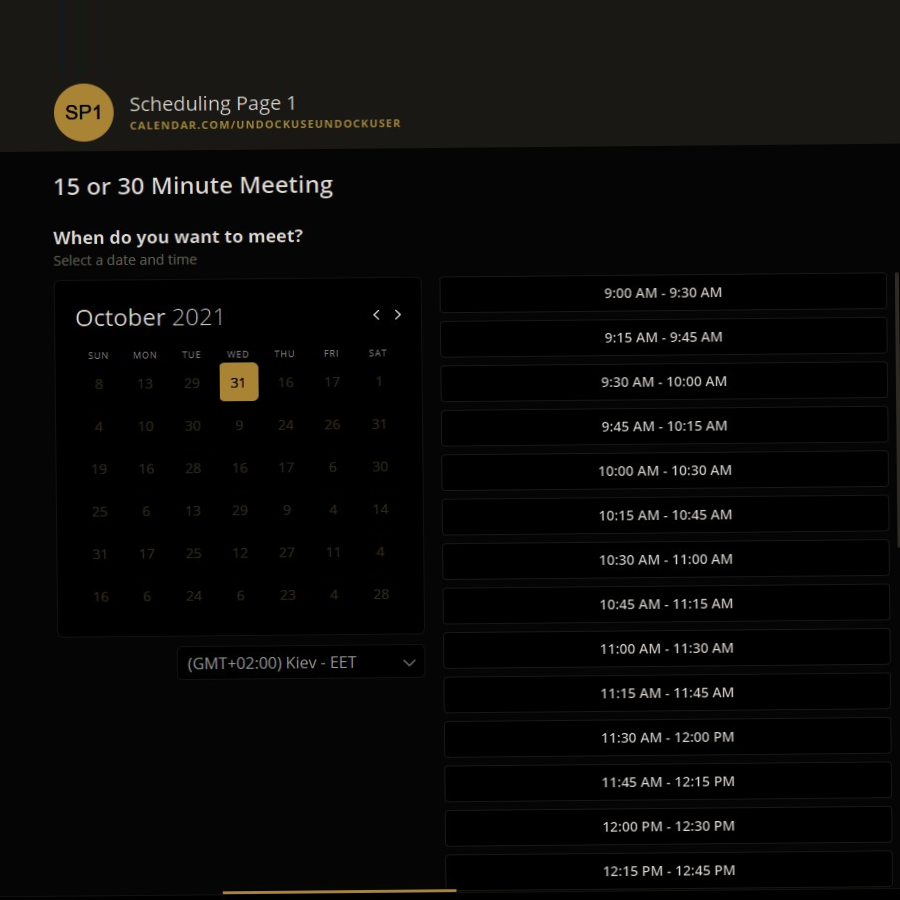 SP1
Scheduling Page 1
CALENDAR.COM/UNDOCKUSEUNDOCKUSER
15 or 30 Minute Meeting
When do you want to meet?
Select a date and time
October 2021
SUN MON TUE WED THU FRI SAT
8 13 29 31 16 17 1
4 10 30 9 24 26 31
19 16 28 16 17 6 30
25 6 13 29 9 4 14
31 17 25 12 27 11 4
16 6 24 6 23 4 28
(GMT+02:00) Kiev - EET
9:00 AM - 9:30 AM
9:15 AM - 9:45 AM
9:30 AM - 10:00 AM
9:45 AM - 10:15 AM
10:00 AM - 10:30 AM
10:15 AM - 10:45 AM
10:30 AM - 11:00 AM
10:45 AM - 11:15 AM
11:00 AM - 11:30 AM
11:15 AM - 11:45 AM
11:30 AM - 12:00 PM
11:45 AM - 12:15 PM
12:00 PM - 12:30 PM
12:15 PM - 12:45 PM